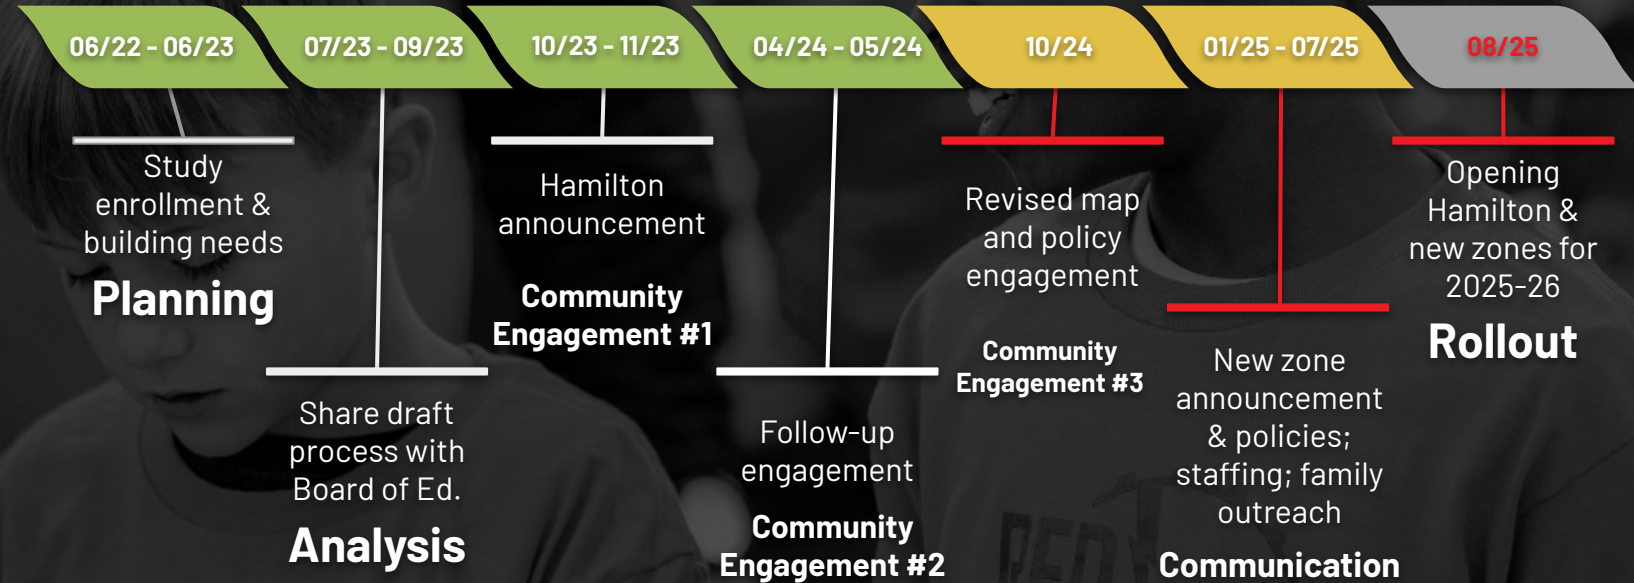 06/22 - 06/23
07/23 - 09/23
10/23 - 11/23
04/24 - 05/24
10/24
01/25 - 07/25
08/25
Study
enrollment &
building needs
Planning
Share draft
process with
Board of Ed.
Analysis
Hamilton
announcement
Community
Engagement #1
Follow-up
engagement
Community
Engagement #2
Revised map
and policy
engagement
Community
Engagement #3
New zone
announcement
& policies;
staffing; family
outreach
Communication
Opening
Hamilton &
new zones for
2025-26
Rollout